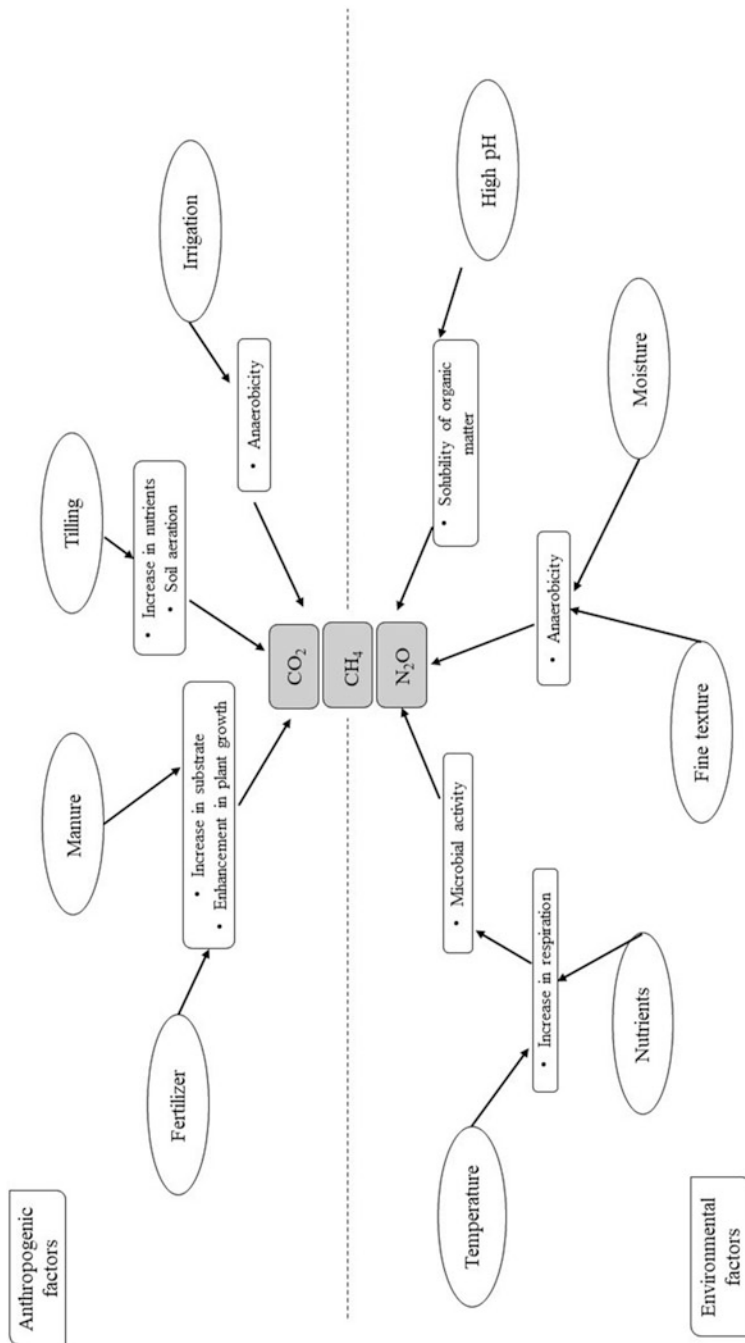 Anthropogenic
factors
Fertilizer
Manure
Tilling
Irrigation
• Increase in substrate
• Enhancement in plant growth
• Increase in nutrients
• Soil aeration
• Anaerobicity
CO₂
CH₄
N₂O
• Microbial activity
• Solubility of organic
matter
High pH
• Increase in respiration
• Anaerobicity
Temperature
Nutrients
Fine texture
Moisture
Environmental
factors